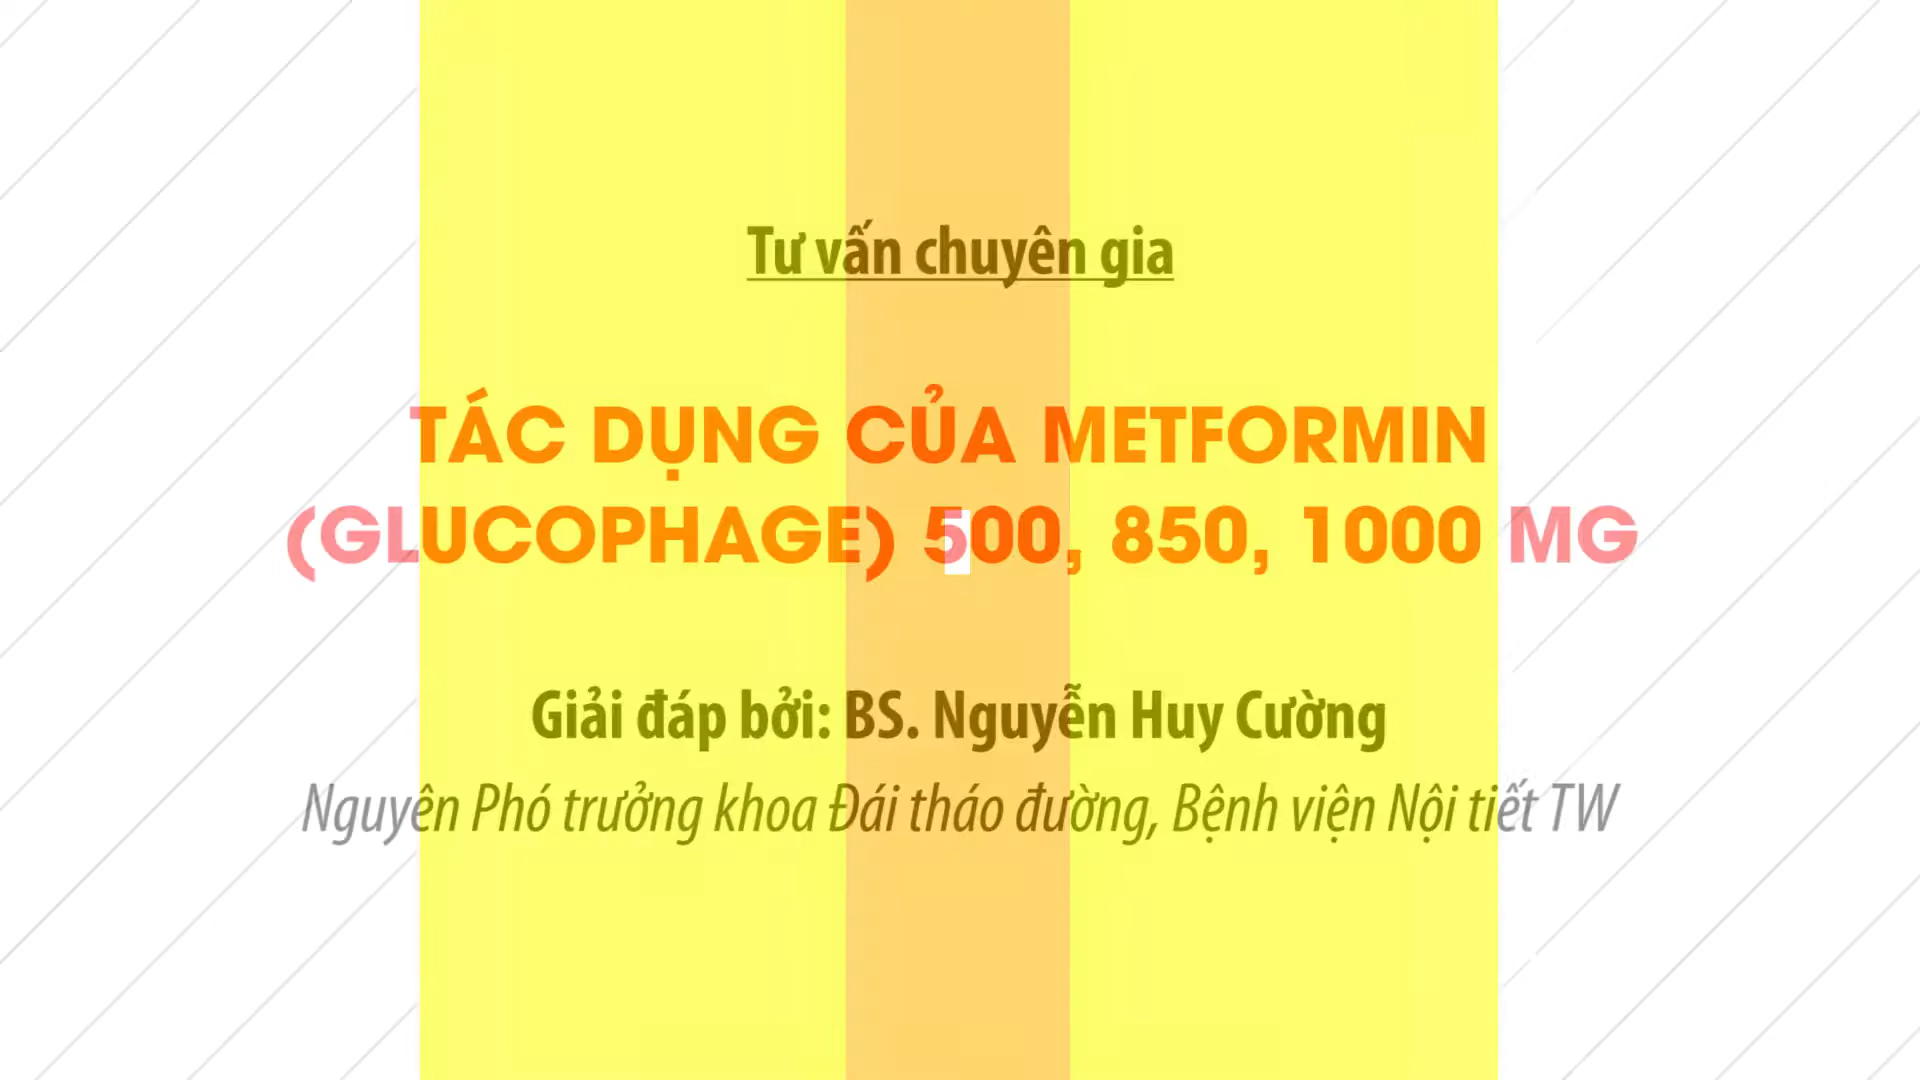 Tư vấn chuyên gia
TÁC DỤNG CỦA METFORMIN
(GLUCOPHAGE) 500, 850, 1000 MG
Giải đáp bởi: BS. Nguyễn Huy Cường
Nguyên Phó trưởng khoa Đái tháo đường, Bệnh viện Nội tiết TW